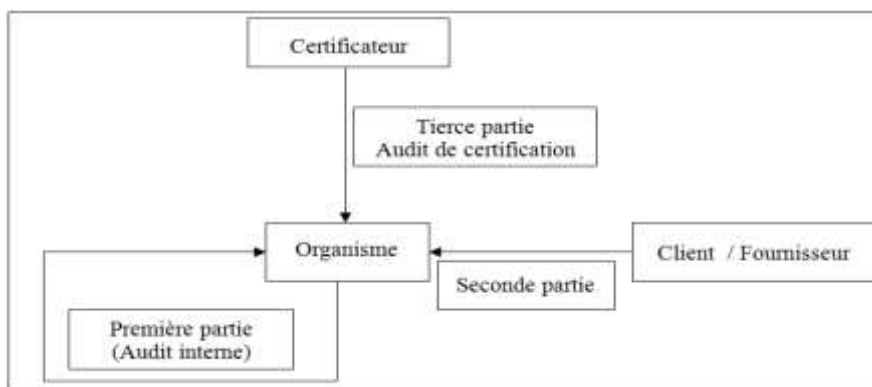 Certificateur
Tierce partie
Audit de certification
Organisme
Client / Fournisseur
Seconde partie
Première partie
(Audit interne)